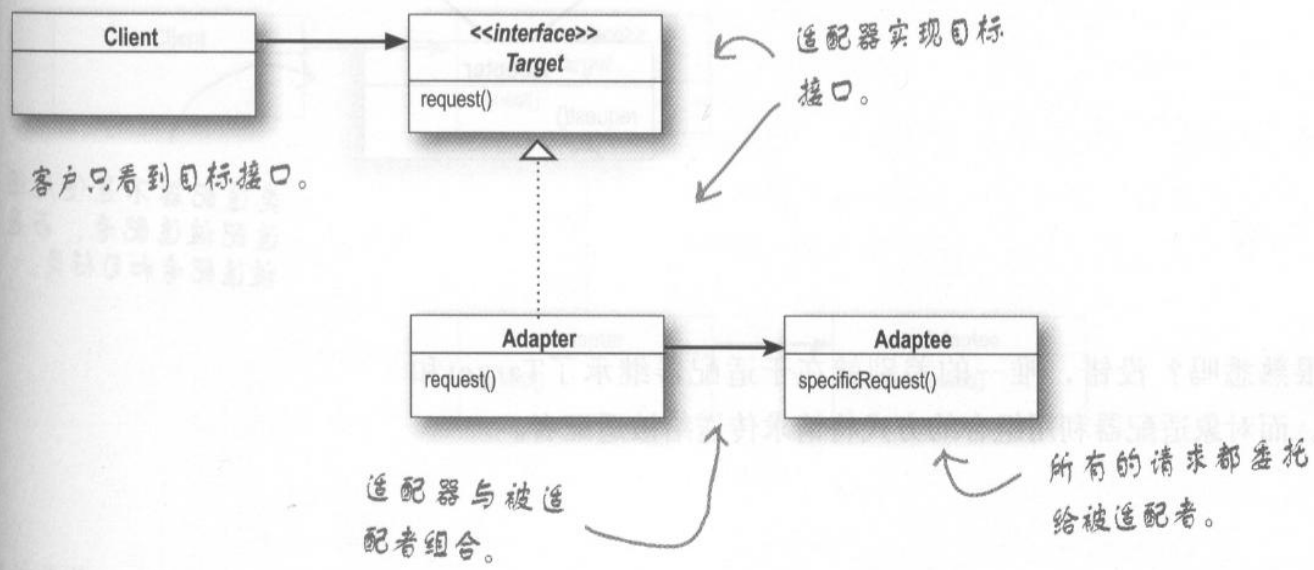 Client
<<interface>>
Target
request()
适配器实现目标
接口。
客户只看到目标接口。
Adapter
request()
Adaptee
specificRequest()
适配器与被适
配者组合。
所有的请求都委托
给被适配者。